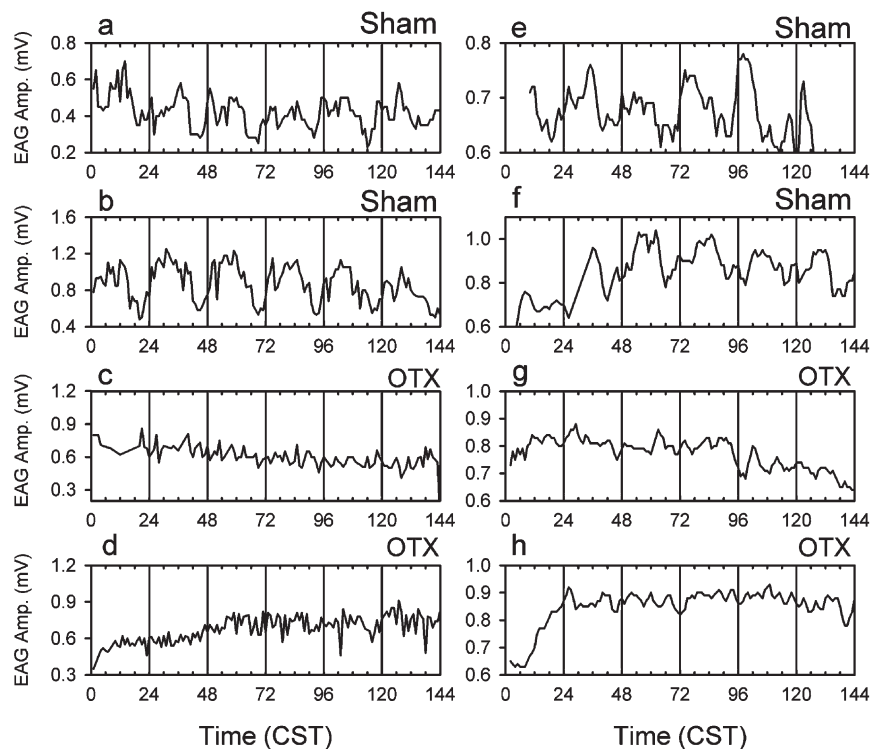 a Sham
0.8
0.6
0.4
0.2
EAG Amp. (mV)
0 24 48 72 96 120 144
e Sham
0.8
0.7
0.6
0 24 48 72 96 120 144
b Sham
1.6
1.2
0.8
0.4
EAG Amp. (mV)
0 24 48 72 96 120 144
f Sham
1.0
0.8
0.6
0 24 48 72 96 120 144
c OTX
1.2
0.9
0.6
0.3
EAG Amp. (mV)
0 24 48 72 96 120 144
g OTX
1.0
0.9
0.8
0.7
0.6
0 24 48 72 96 120 144
d OTX
1.2
0.9
0.6
0.3
EAG Amp. (mV)
0 24 48 72 96 120 144
h OTX
1.0
0.9
0.8
0.7
0.6
0 24 48 72 96 120 144
Time (CST)
Time (CST)